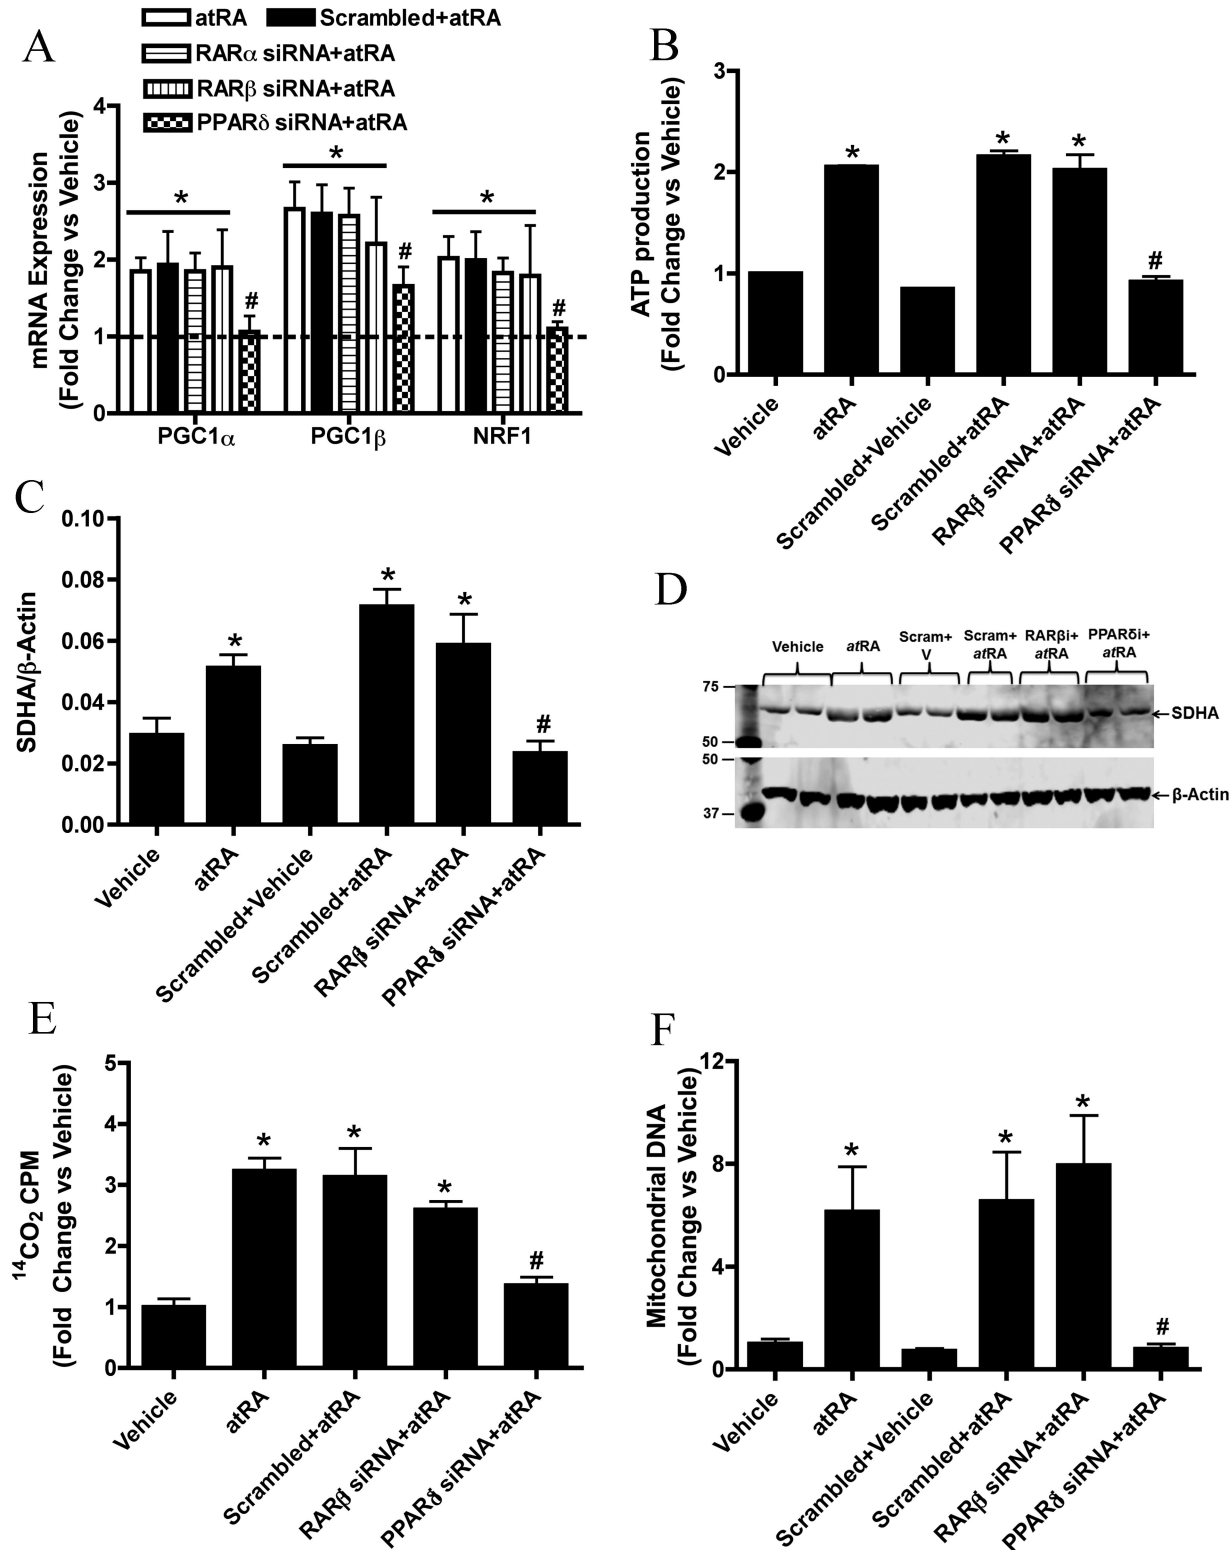 A
atRA Scrambled+atRA
RARα siRNA+atRA
RARβ siRNA+atRA
PPARδ siRNA+atRA
mRNA Expression
(Fold Change vs Vehicle)
4
3
2
1
0
*
*
*
#
#
#
PGC1α PGC1β NRF1
B
ATP production
(Fold Change vs Vehicle)
3
2
1
0
*
*
*
#
Vehicle
atRA
Scrambled+Vehicle
Scrambled+atRA
RARβ siRNA+atRA
PPARδ siRNA+atRA
C
SDHA/β-Actin
0.10
0.08
0.06
0.04
0.02
0.00
*
*
*
#
Vehicle
atRA
Scrambled+Vehicle
Scrambled+atRA
RARβ siRNA+atRA
PPARδ siRNA+atRA
D
Vehicle
atRA
Scram+
V
Scram+
atRA
RARβi+
atRA
PPARδi+
atRA
75
50
50
37
←SDHA
←β-Actin
E
¹⁴CO₂ CPM
(Fold Change vs Vehicle)
5
4
3
2
1
0
*
*
*
#
Vehicle
atRA
Scrambled+atRA
RARβ siRNA+atRA
PPARδ siRNA+atRA
F
Mitochondrial DNA
(Fold Change vs Vehicle)
12
8
4
0
*
*
*
#
Vehicle
atRA
Scrambled+Vehicle
Scrambled+atRA
RARβ siRNA+atRA
PPARδ siRNA+atRA